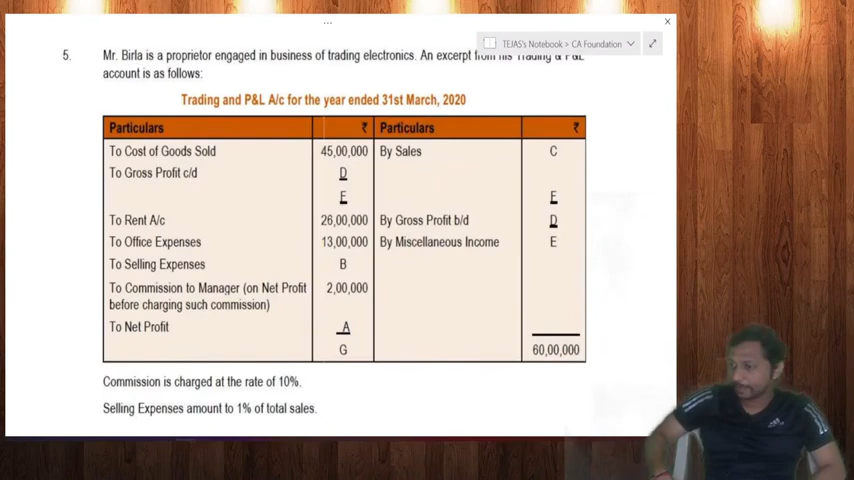 ...
TEJAS's Notebook > CA Foundation
5. Mr. Birla is a proprietor engaged in business of trading electronics. An excerpt from his Trading & P&L
account is as follows:
Trading and P&L A/c for the year ended 31st March, 2020
Particulars ₹ Particulars ₹
To Cost of Goods Sold 45,00,000 By Sales C
To Gross Profit c/d D
F F
To Rent A/c 26,00,000 By Gross Profit b/d D
To Office Expenses 13,00,000 By Miscellaneous Income E
To Selling Expenses B
To Commission to Manager (on Net Profit 2,00,000
before charging such commission)
To Net Profit A
G 60,00,000
Commission is charged at the rate of 10%.
Selling Expenses amount to 1% of total sales.